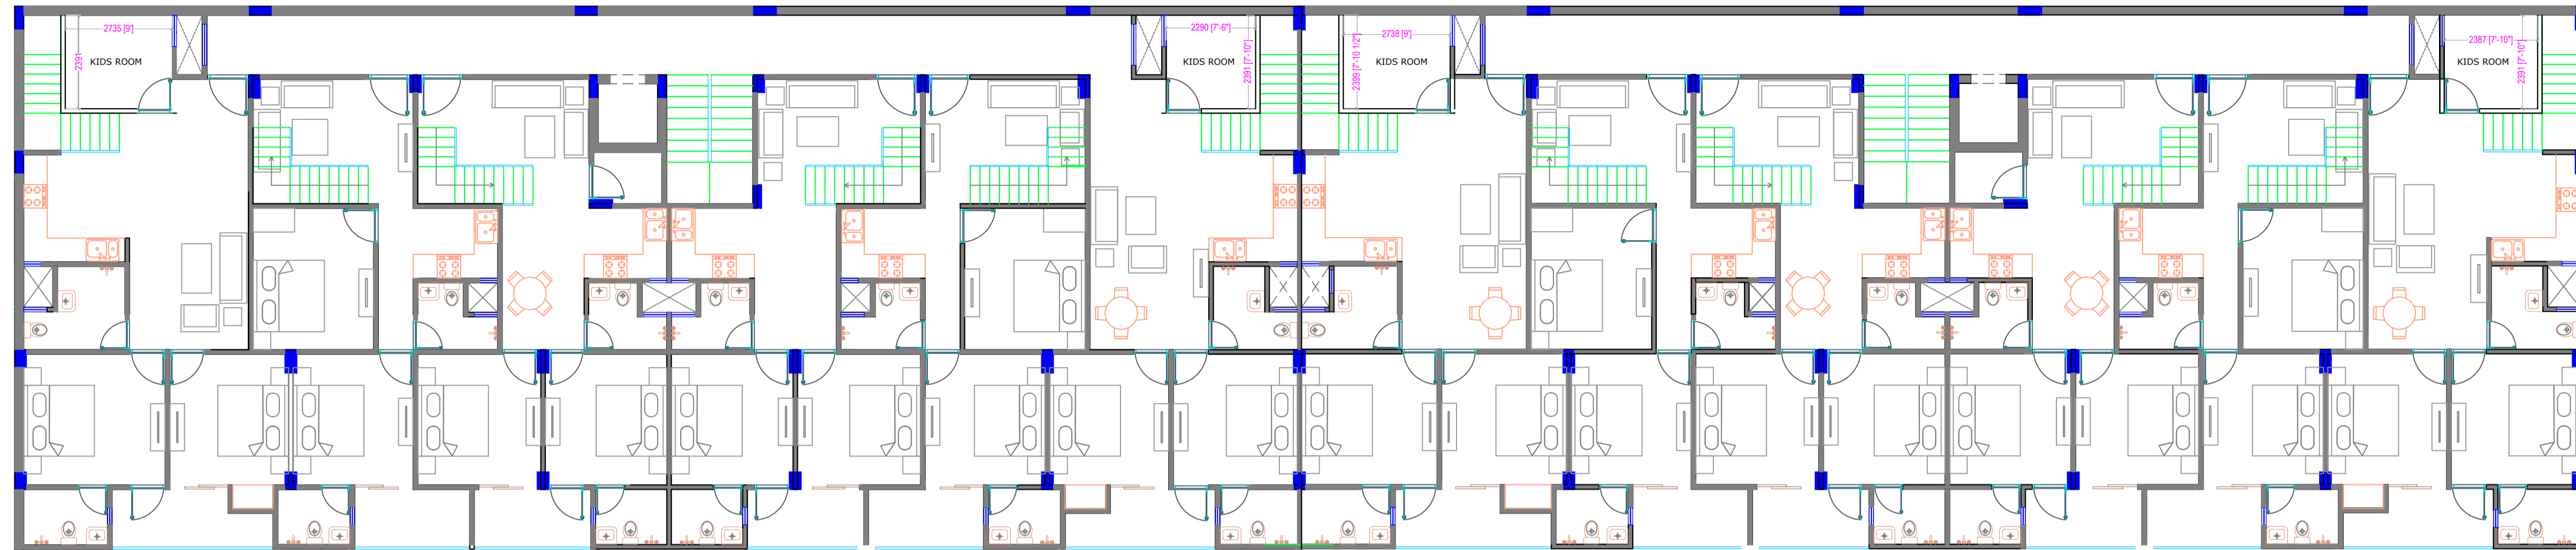 2735 [9']
2391
KIDS ROOM
2290 [7'-6"]
2391 [7'-10"]
KIDS ROOM
2738 [9']
2399 [7'-10 1/2"]
KIDS ROOM
2387 [7'-10"]
2391 [7'-10"]
KIDS ROOM